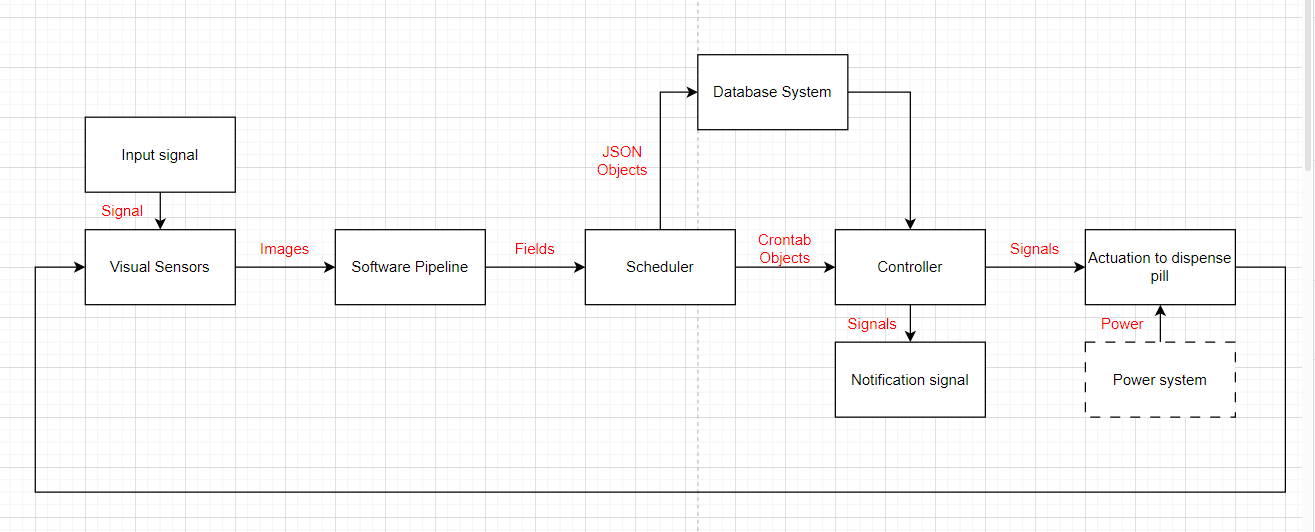 Database System
Input signal
JSON
Objects
Signal
Visual Sensors
Images
Software Pipeline
Fields
Scheduler
Crontab
Objects
Controller
Signals
Actuation to dispense
pill
Signals
Notification signal
Power
Power system